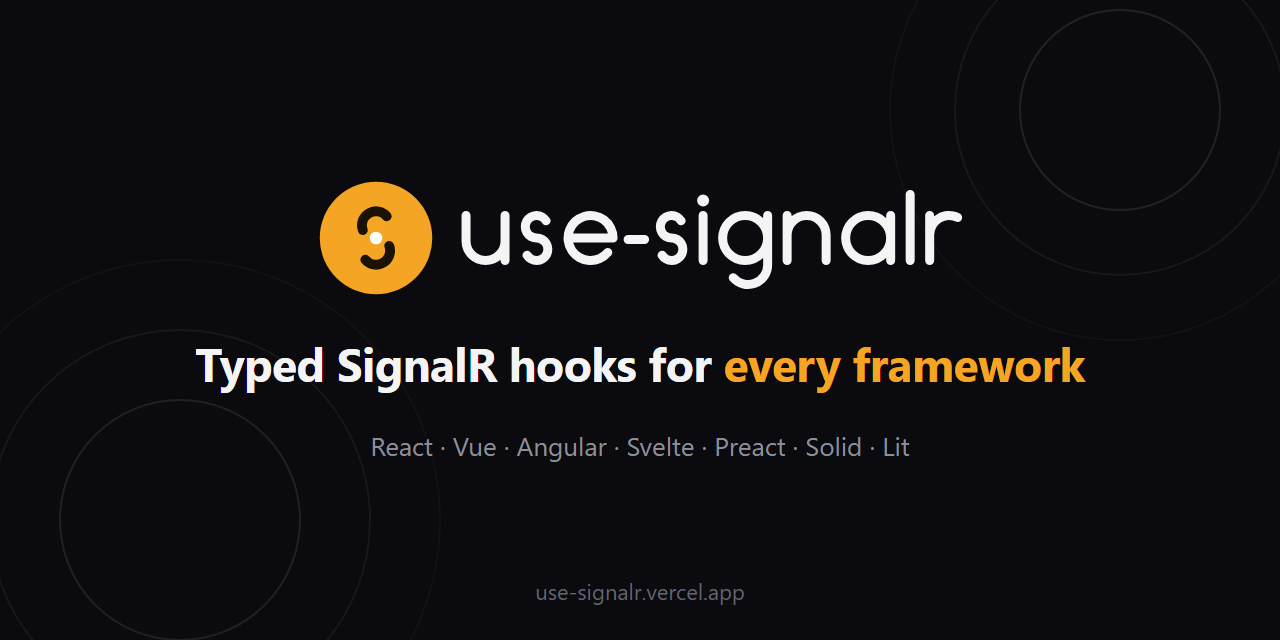 use-signalr
Typed SignalR hooks for every framework
React · Vue · Angular · Svelte · Preact · Solid · Lit
use-signalr.vercel.app